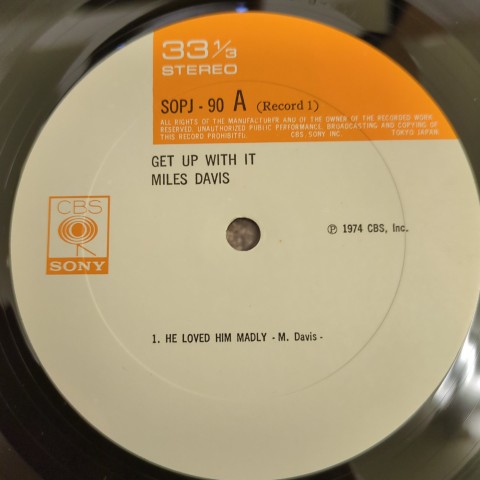 33 1/3
STEREO
SOPJ - 90 A (Record 1)
ALL RIGHTS OF THE MANUFACTURER AND OF THE OWNER OF THE RECORDED WORK
RESERVED. UNAUTHORIZED PUBLIC PERFORMANCE, BROADCASTING AND COPYING OF
THIS RECORD PROHIBITED. CBS. SONY INC. TOKYO JAPAN
GET UP WITH IT
MILES DAVIS
CBS
SONY
℗ 1974 CBS, Inc.
1. HE LOVED HIM MADLY - M. Davis -